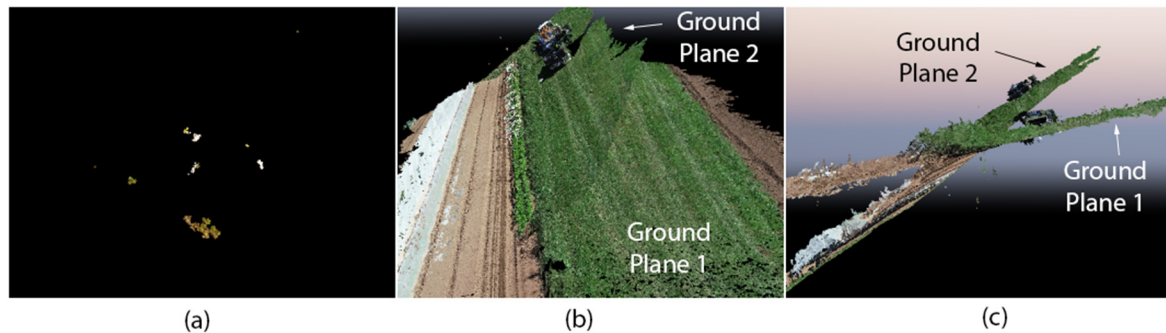 Ground
Plane 2
Ground
Plane 1
Ground
Plane 2
Ground
Plane 1
(a)
(b)
(c)